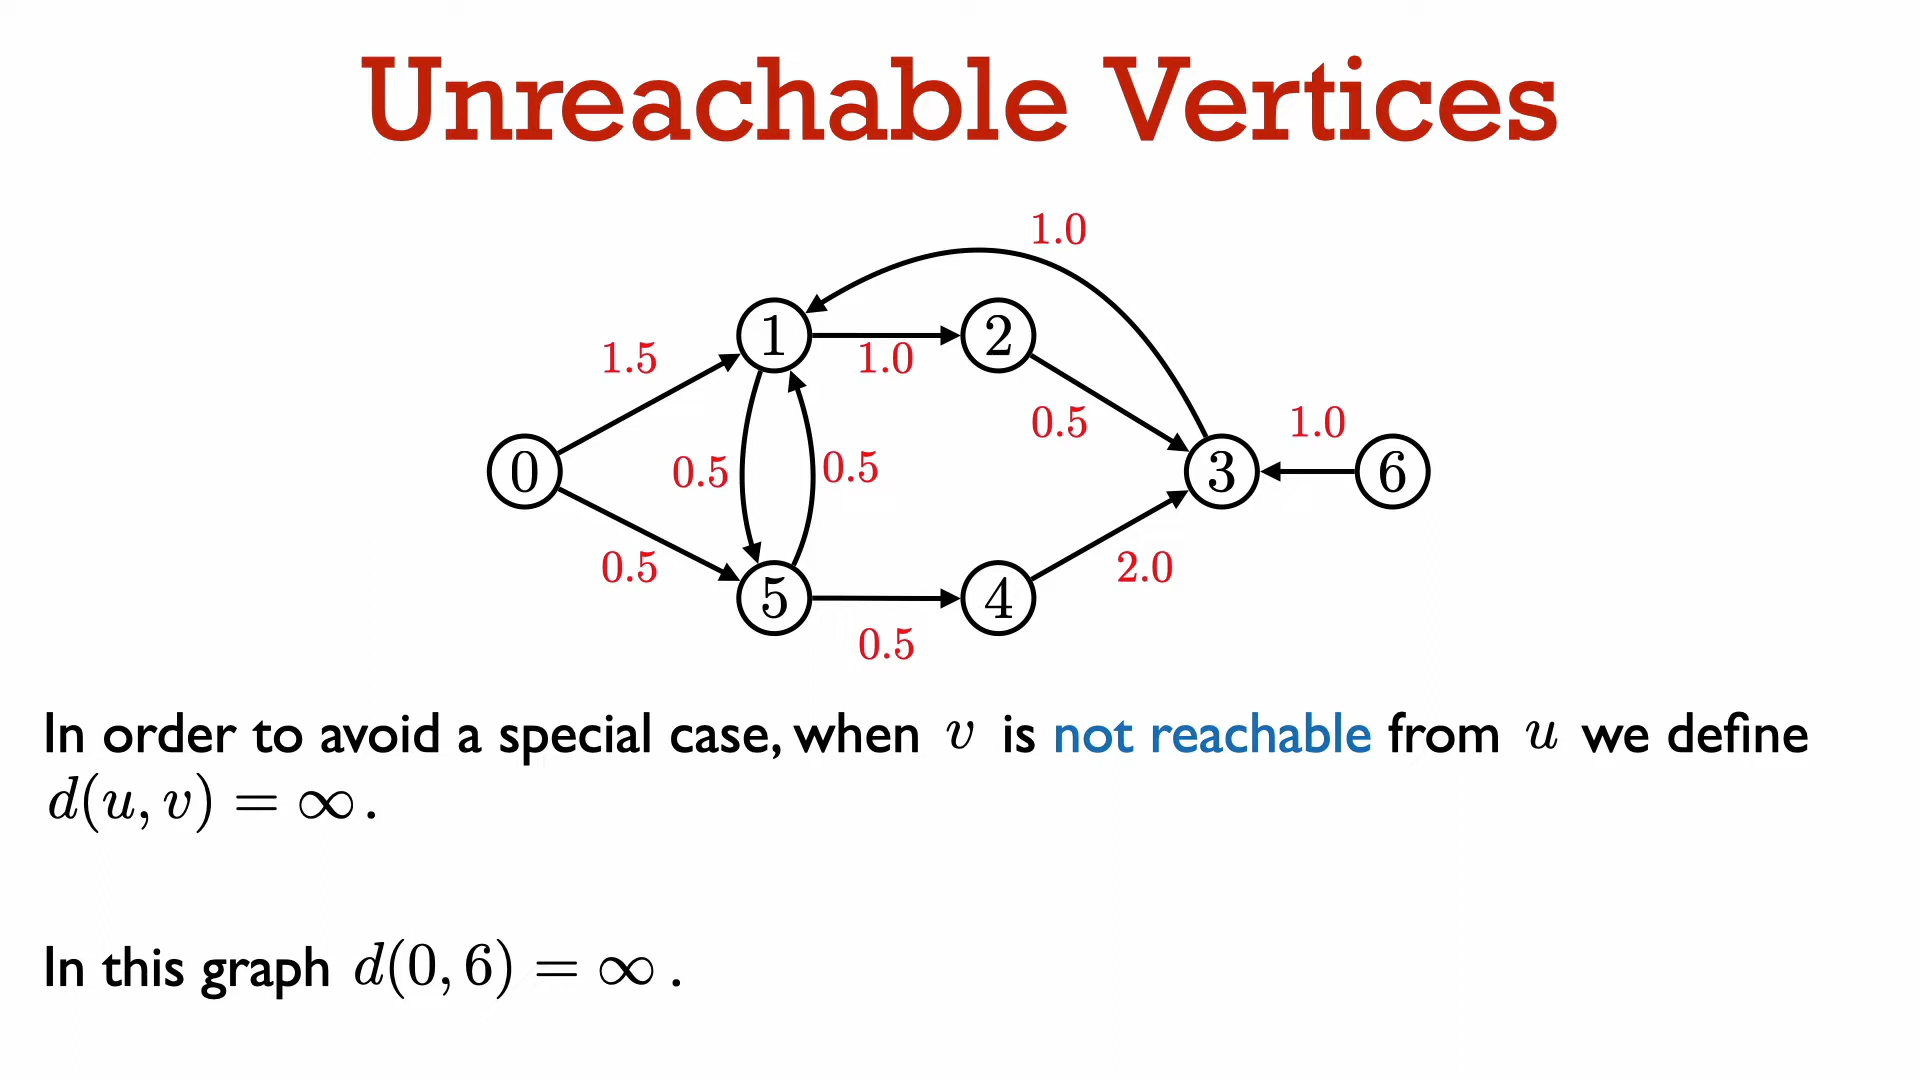 Unreachable Vertices
1.0
1 2
1.5 1.0
0.5 1.0
0 0.5 0.5 3 6
0.5 2.0
5 4
0.5
In order to avoid a special case, when v is not reachable from u we define
d(u, v) = ∞.
In this graph d(0, 6) = ∞.